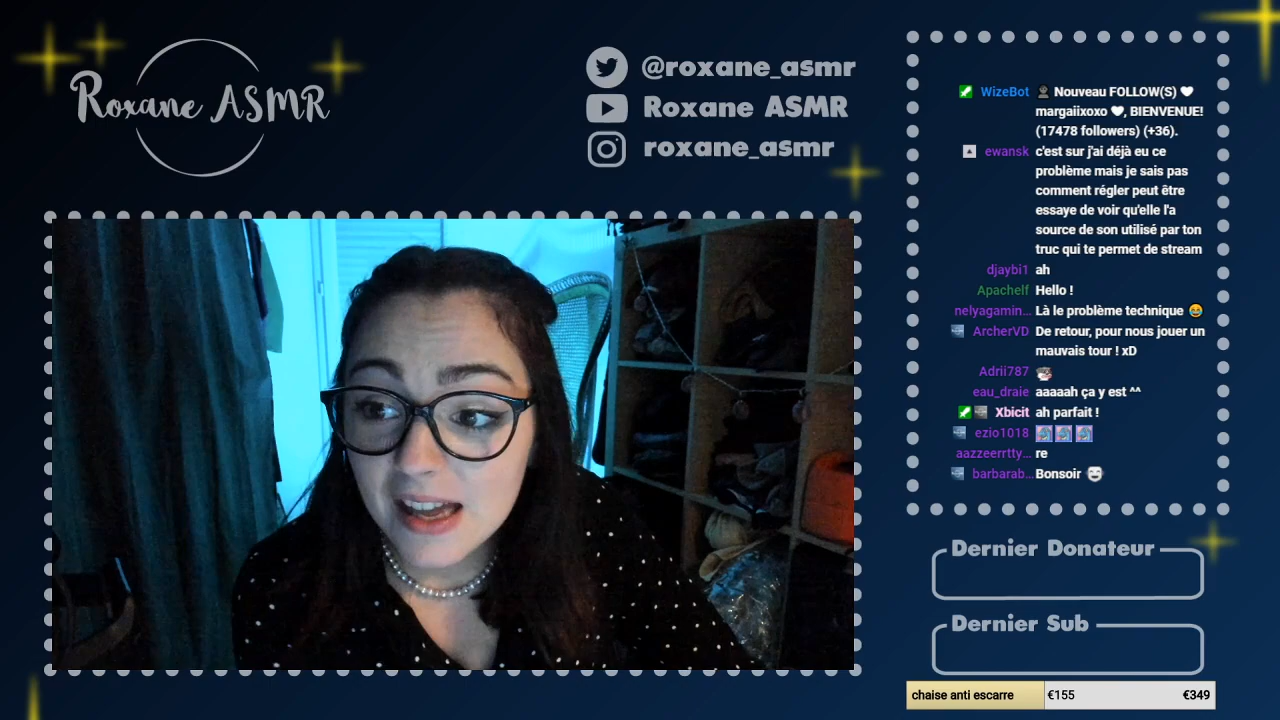 Roxane ASMR
@roxane_asmr
Roxane ASMR
roxane_asmr
WizeBot Nouveau FOLLOW(S)
margaiixoxo, BIENVENUE!
(17478 followers) (+36).
ewansk c'est sur j'ai déjà eu ce
problème mais je sais pas
comment régler peut être
essaye de voir qu'elle l'a
source de son utilisé par ton
truc qui te permet de stream
djaybi1 ah
Apachelf Hello !
nelyagamin... Là le problème technique 😂
ArcherVD De retour, pour nous jouer un
mauvais tour ! xD
Adrii787
eau_draie aaaaah ça y est ^^
Xbicit ah parfait !
ezio1018
aazzeerrtty... re
barbarab... Bonsoir
Dernier Donateur
Dernier Sub
chaise anti escarre €155 €349